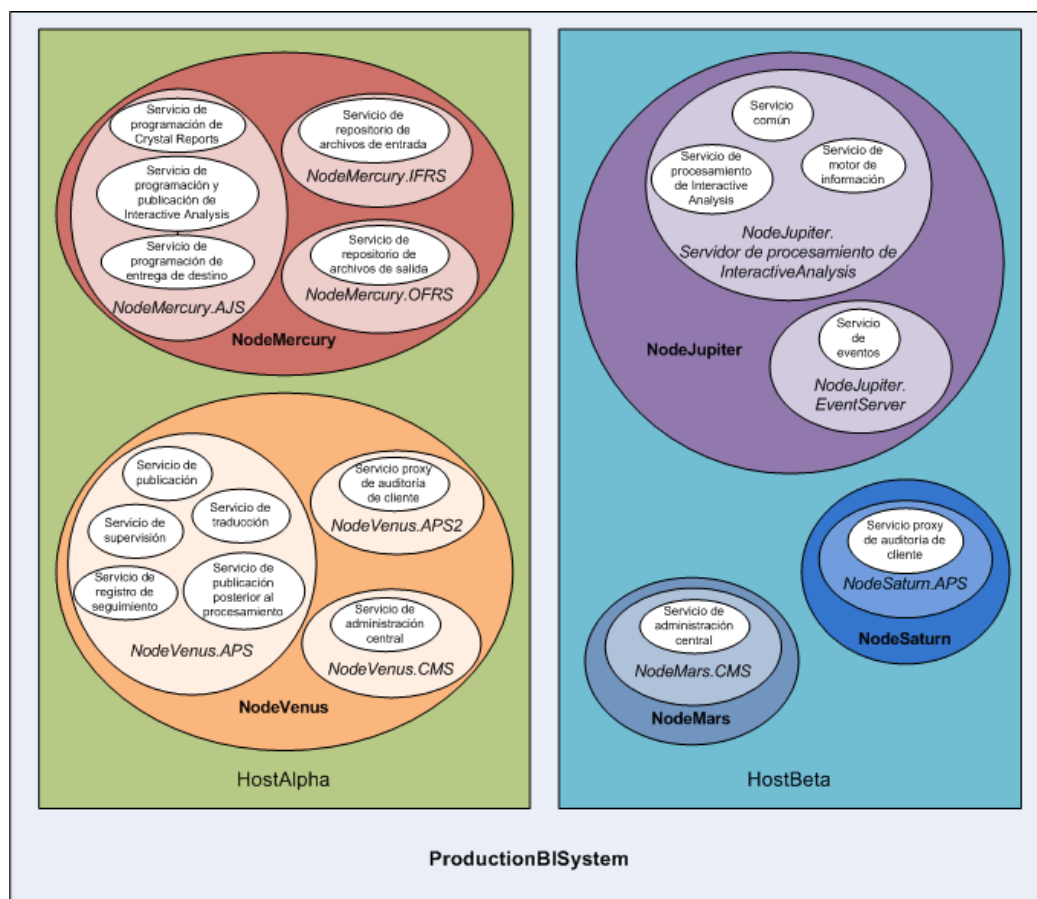 Servicio de
programación de
Crystal Reports
Servicio de
programación y
publicación de
Interactive Analysis
Servicio de
programación de
entrega de destino
NodeMercury.AJS
Servicio de
repositorio de
archivos de entrada
NodeMercury.IFRS
Servicio de
repositorio de
archivos de salida
NodeMercury.OFRS
NodeMercury
Servicio de
publicación
Servicio de
traducción
Servicio de
supervisión
Servicio de
registro de
seguimiento
Servicio de
publicación
posterior al
procesamiento
NodeVenus.APS
Servicio proxy
de auditoría
de cliente
NodeVenus.APS2
Servicio de
administración
central
NodeVenus.CMS
NodeVenus
HostAlpha
Servicio
común
Servicio de
procesamiento
de Interactive
Analysis
Servicio de
motor de
información
NodeJupiter.
Servidor de procesamiento de
InteractiveAnalysis
Servicio
de
eventos
NodeJupiter.
EventServer
NodeJupiter
Servicio proxy
de auditoría de
cliente
NodeSaturn.APS
NodeSaturn
Servicio de
administración
central
NodeMars.CMS
NodeMars
HostBeta
ProductionBISystem